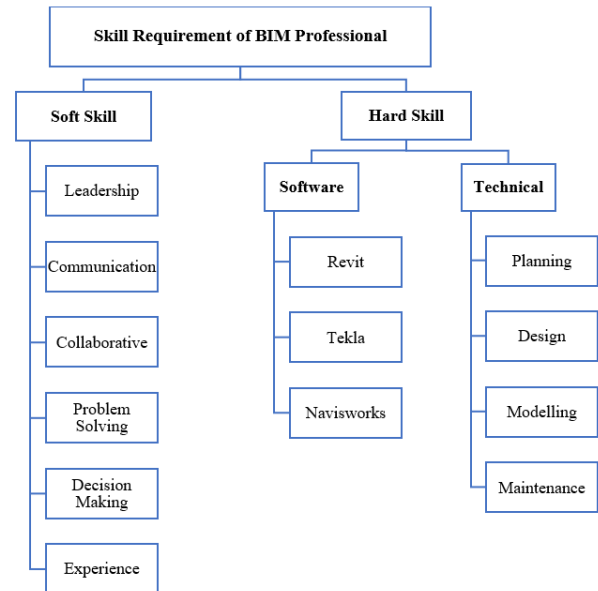 Skill Requirement of BIM Professional
Soft Skill
Leadership
Communication
Collaborative
Problem
Solving
Decision
Making
Experience
Hard Skill
Software
Revit
Tekla
Navisworks
Technical
Planning
Design
Modelling
Maintenance